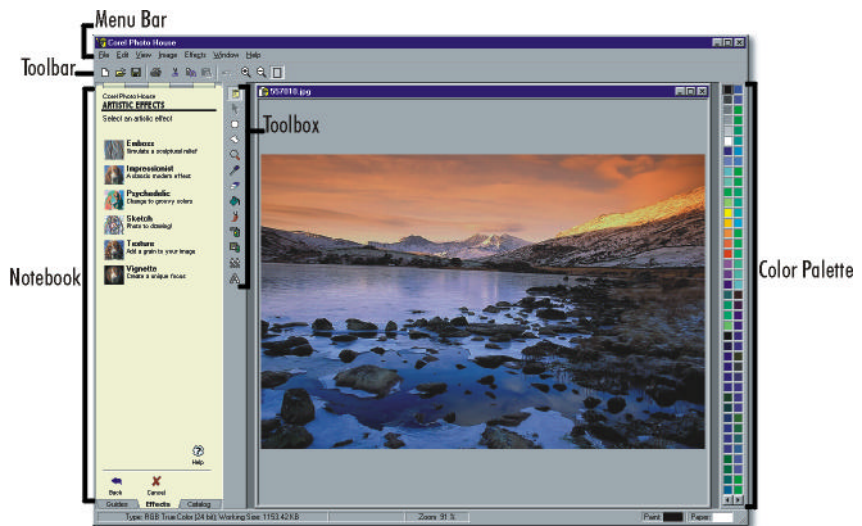 Menu Bar
Corel Photo House
File Edit View Image Effects Window Help
Toolbar
Corel Photo House
ARTISTIC EFFECTS
Select an artistic effect
Emboss
Simulate a sculptural relief
Impressionist
A classic modern effect
Psychedelic
Change to groovy colors
Sketch
Photo to drawing!
Texture
Add a grain to your image
Vignette
Create a unique focus
Notebook
Help
Back Cancel
Guides Effects Catalog
Toolbox
557010.jpg
Color Palette
Type: RGB True Color (24 bit); Working Size: 1153.42 KB
Zoom 91 %
Paint: Paper: